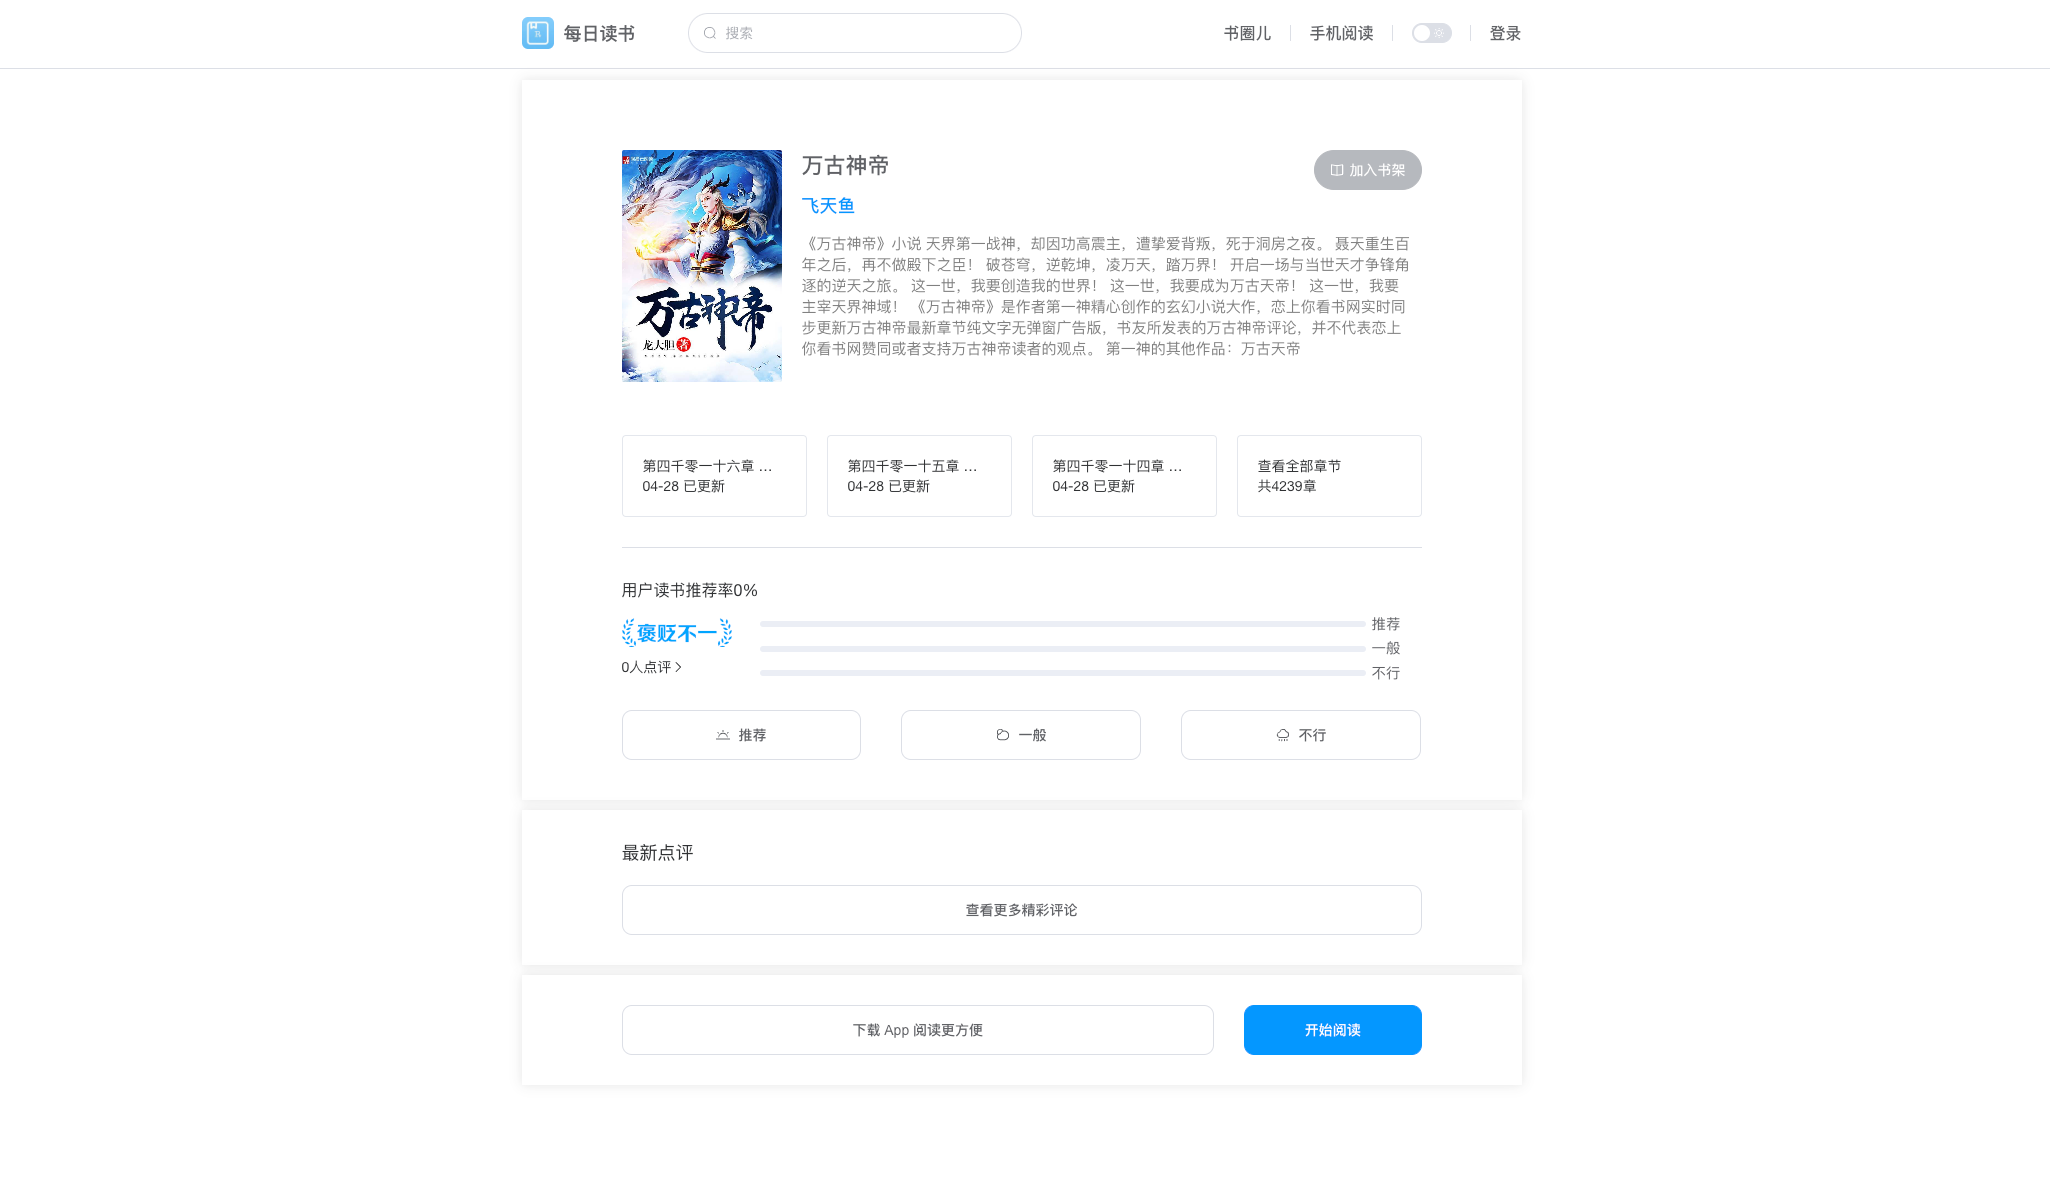 每日读书
搜索
书圈儿
手机阅读
登录
万古神帝
龙大胆 著
万古神帝
加入书架
飞天鱼
《万古神帝》小说 天界第一战神，却因功高震主，遭挚爱背叛，死于洞房之夜。 聂天重生百
年之后，再不做殿下之臣！ 破苍穹，逆乾坤，凌万天，踏万界！ 开启一场与当世天才争锋角
逐的逆天之旅。 这一世，我要创造我的世界！ 这一世，我要成为万古天帝！ 这一世，我要
主宰天界神域！ 《万古神帝》是作者第一神精心创作的玄幻小说大作，恋上你看书网实时同
步更新万古神帝最新章节纯文字无弹窗广告版，书友所发表的万古神帝评论，并不代表恋上
你看书网赞同或者支持万古神帝读者的观点。 第一神的其他作品：万古天帝
第四千零一十六章 ...
04-28 已更新
第四千零一十五章 ...
04-28 已更新
第四千零一十四章 ...
04-28 已更新
查看全部章节
共4239章
用户读书推荐率0%
褒贬不一
0人点评
推荐
一般
不行
推荐
一般
不行
最新点评
查看更多精彩评论
下载 App 阅读更方便
开始阅读